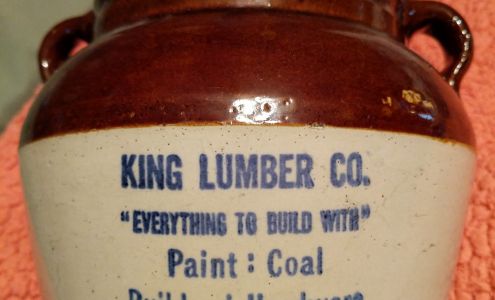 KING LUMBER CO.
"EVERYTHING TO BUILD WITH"
Paint : Coal